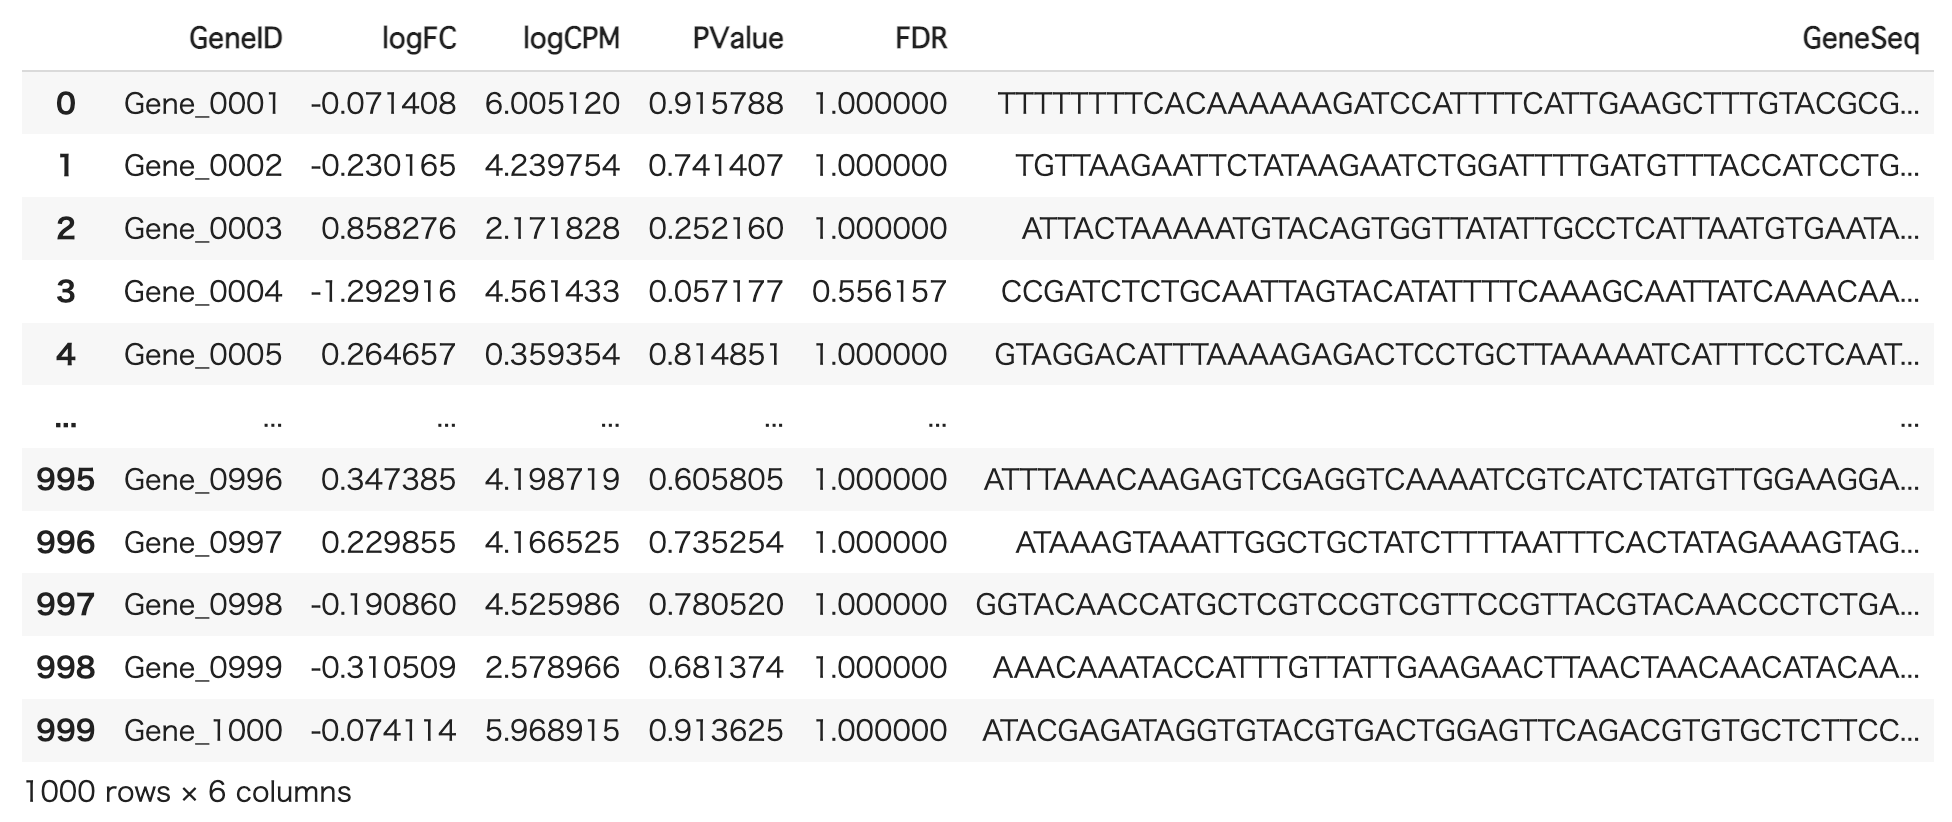 GeneID logFC logCPM PValue FDR GeneSeq
0 Gene_0001 -0.071408 6.005120 0.915788 1.000000 TTTTTTTTCACAAAAAAGATCCATTTTCATTGAAGCTTTGTACGCG...
1 Gene_0002 -0.230165 4.239754 0.741407 1.000000 TGTTAAGAATTCTATAAGAATCTGGATTTTGATGTTTACCATCCTG...
2 Gene_0003 0.858276 2.171828 0.252160 1.000000 ATTACTAAAAATGTACAGTGGTTATATTGCCTCATTAATGTGAATA...
3 Gene_0004 -1.292916 4.561433 0.057177 0.556157 CCGATCTCTGCAATTAGTACATATTTTCAAAGCAATTATCAAACAA...
4 Gene_0005 0.264657 0.359354 0.814851 1.000000 GTAGGACATTTAAAAGAGACTCCTGCTTAAAAATCATTTCCTCAAT...
... ... ... ... ... ... ...
995 Gene_0996 0.347385 4.198719 0.605805 1.000000 ATTTAAACAAGAGTCGAGGTCAAAATCGTCATCTATGTTGGAAGGA...
996 Gene_0997 0.229855 4.166525 0.735254 1.000000 ATAAAGTAAATTGGCTGCTATCTTTTAATTTCACTATAGAAAGTAG...
997 Gene_0998 -0.190860 4.525986 0.780520 1.000000 GGTACAACCATGCTCGTCCGTCGTTCCGTTACGTACAACCCTCTGA...
998 Gene_0999 -0.310509 2.578966 0.681374 1.000000 AAACAAATACCATTTGTTATTGAAGAACTTAACTAACAACATACAA...
999 Gene_1000 -0.074114 5.968915 0.913625 1.000000 ATACGAGATAGGTGTACGTGACTGGAGTTCAGACGTGTGCTCTTCC...
1000 rows × 6 columns